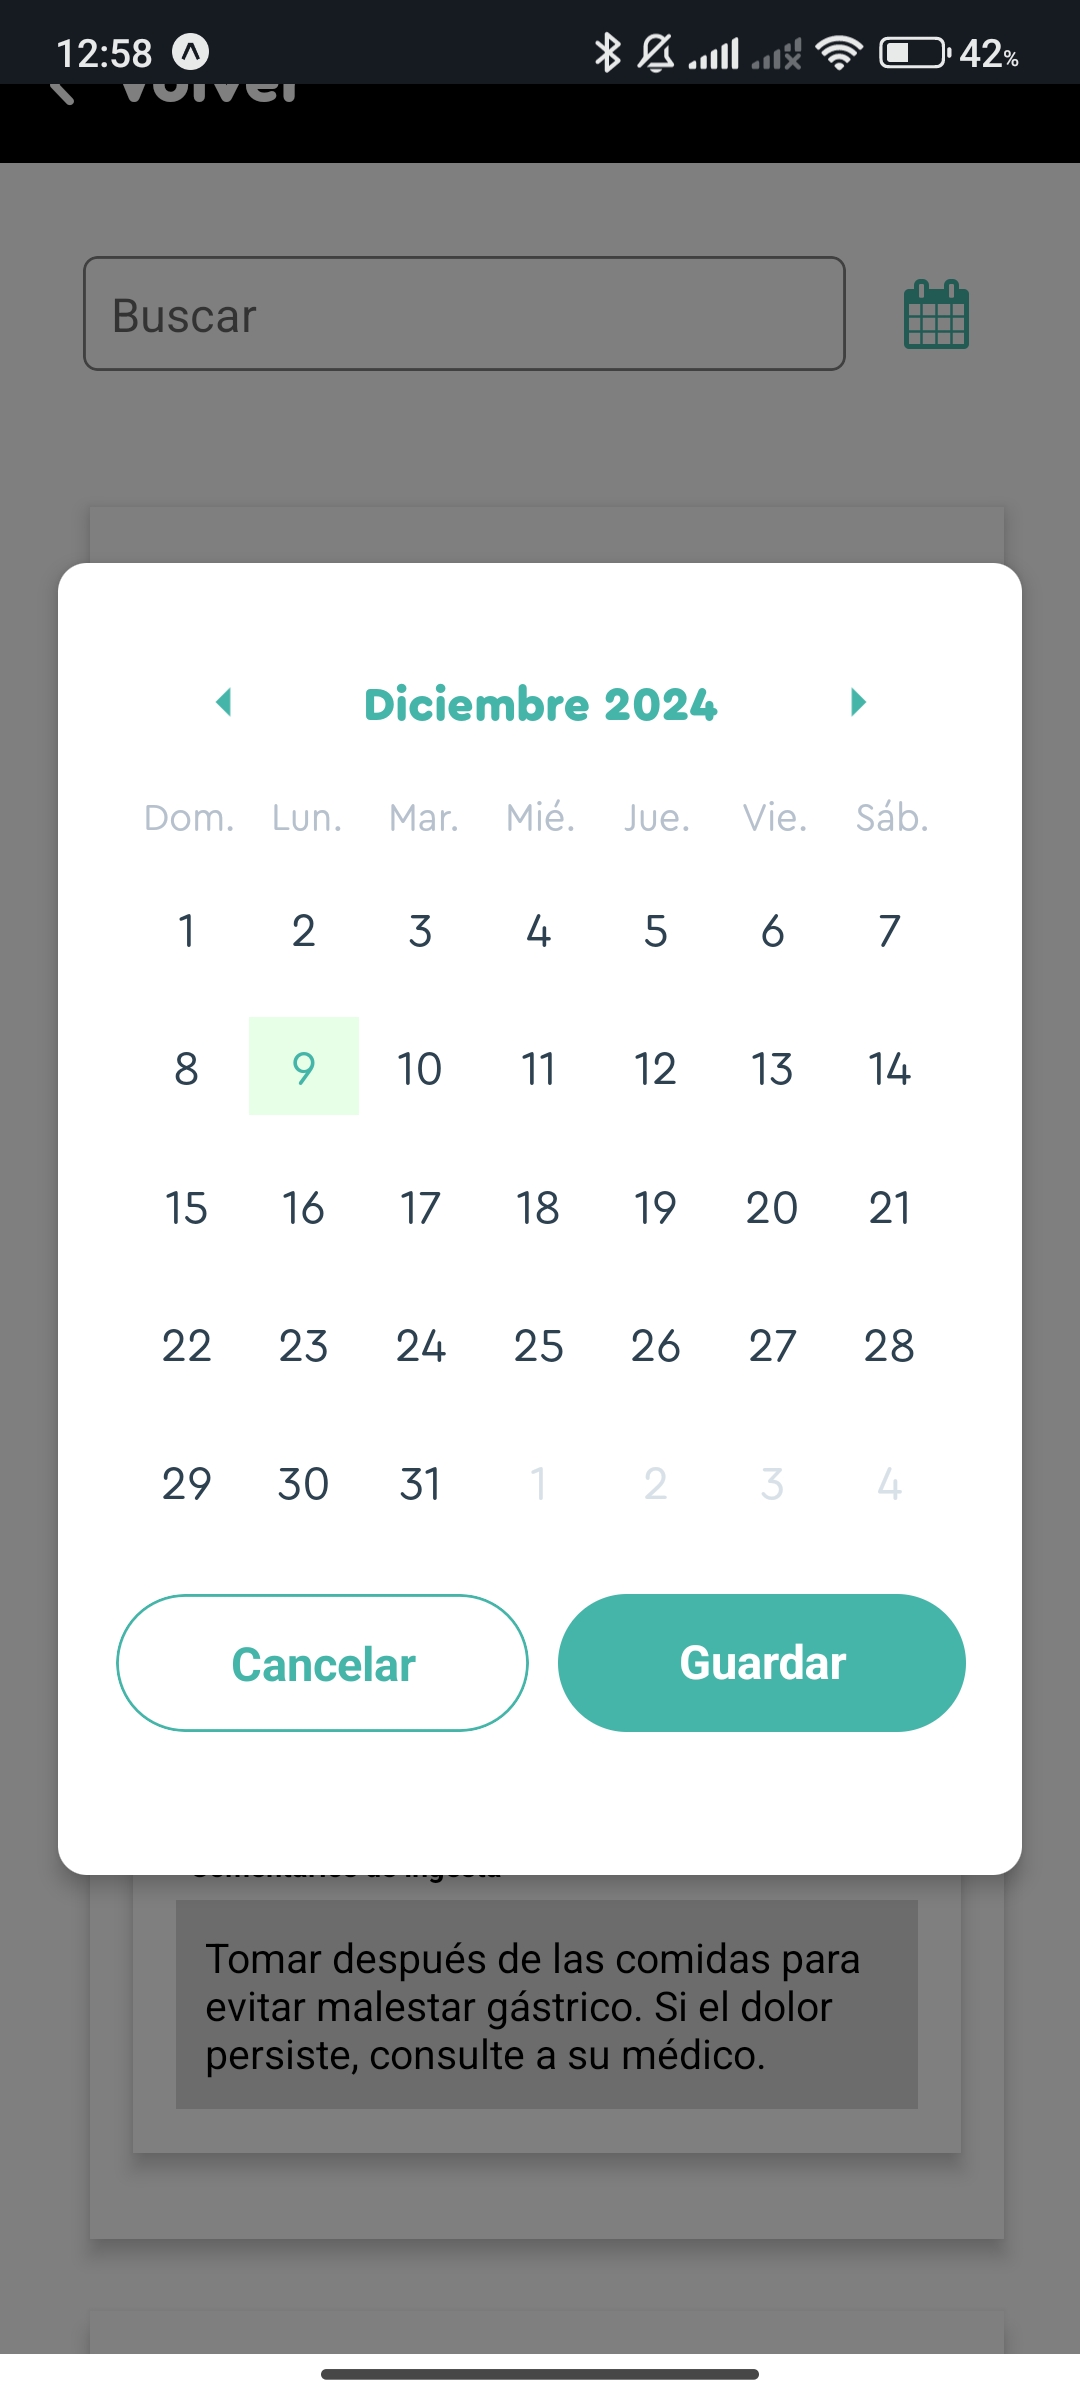 12:58
42%
Volver
Buscar
Diciembre 2024
Dom. Lun. Mar. Mié. Jue. Vie. Sáb.
1 2 3 4 5 6 7
8 9 10 11 12 13 14
15 16 17 18 19 20 21
22 23 24 25 26 27 28
29 30 31 1 2 3 4
Cancelar Guardar
Comentarios de ingesta
Tomar después de las comidas para
evitar malestar gástrico. Si el dolor
persiste, consulte a su médico.